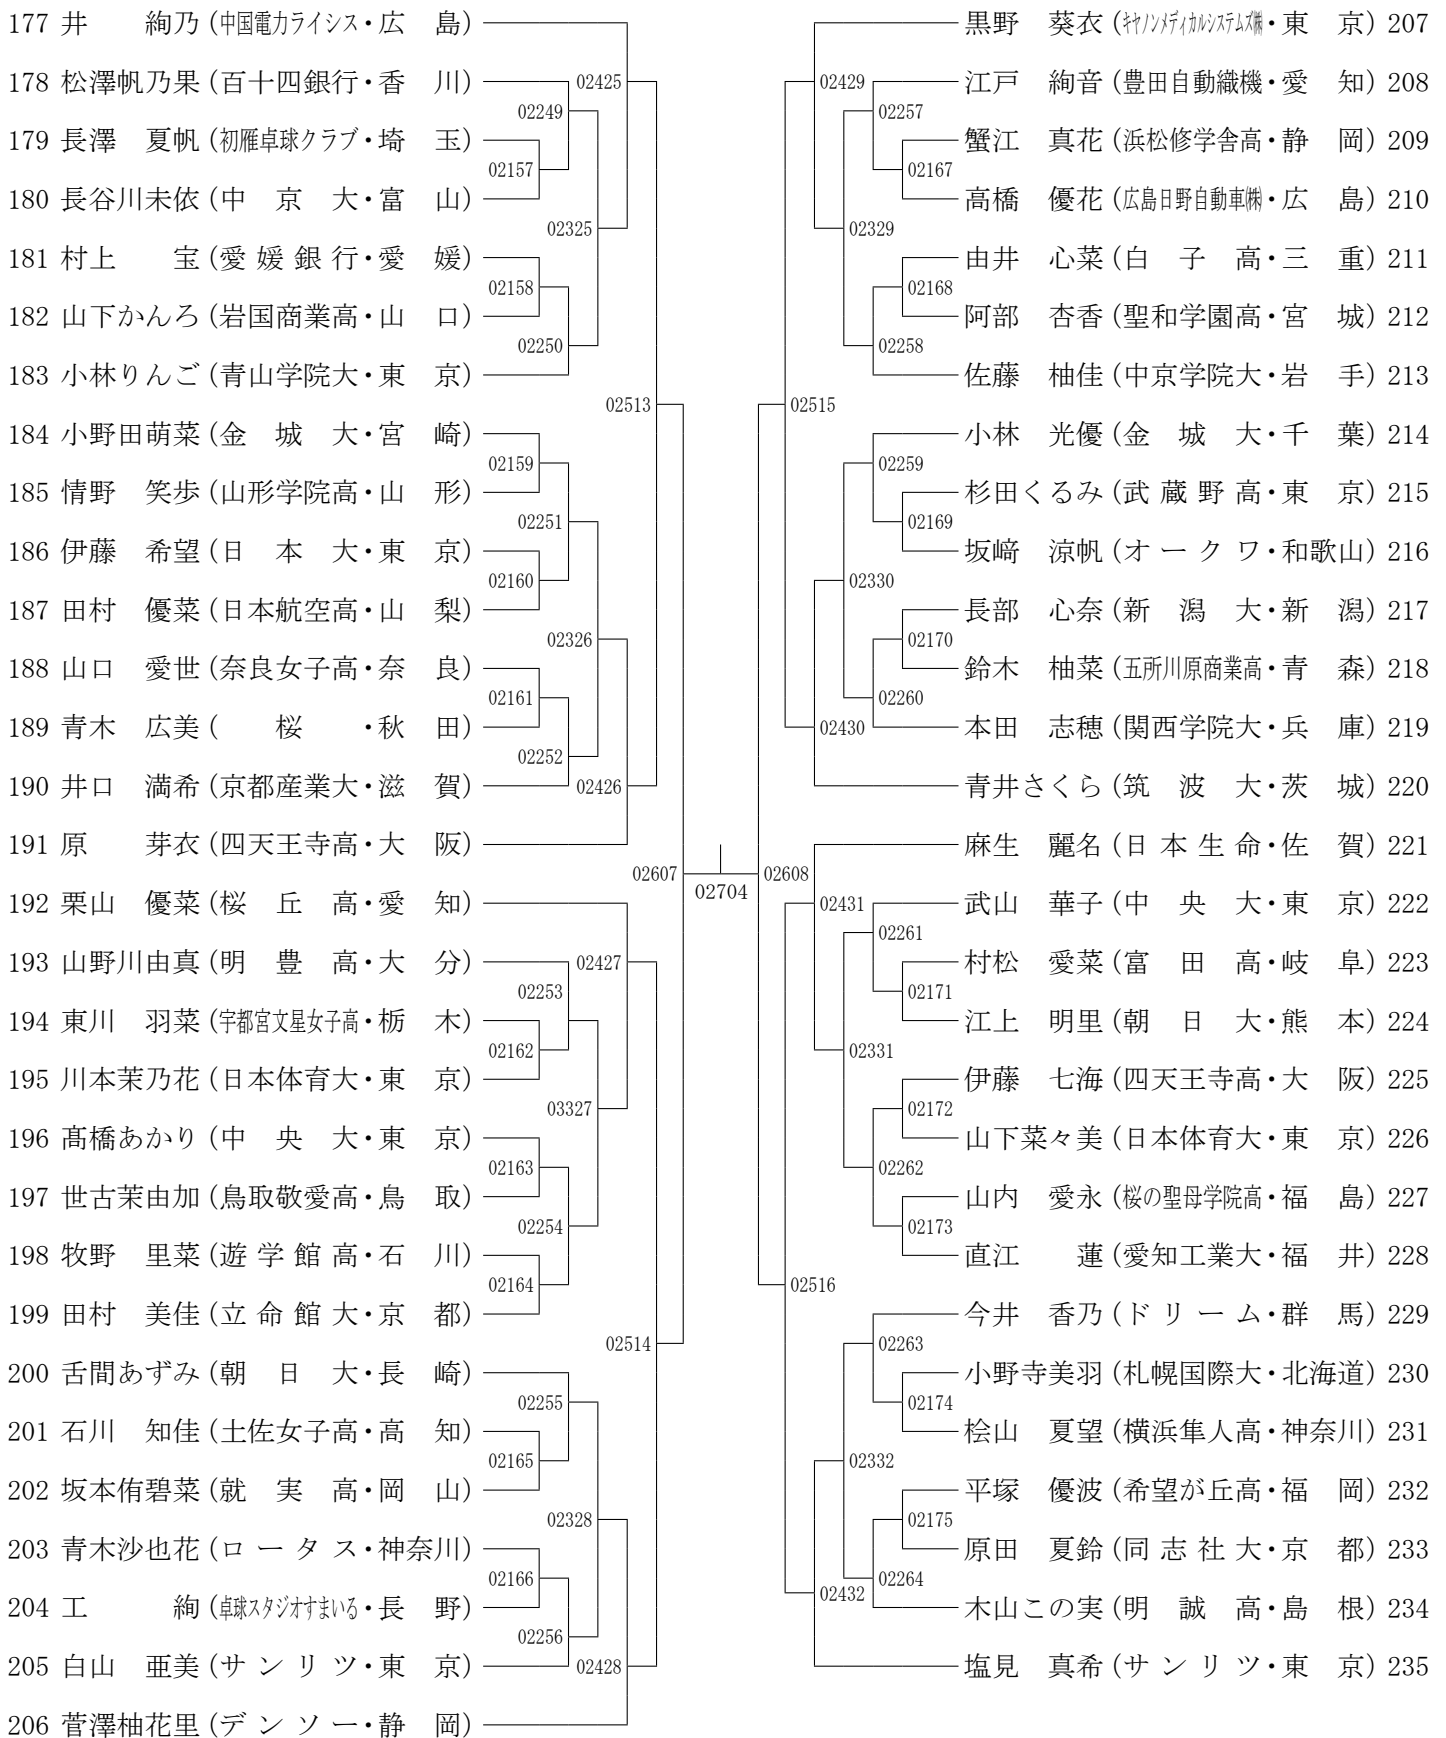 177 井　　絢乃 (中国電力ライシス・広　島)
02425
178 松澤帆乃果 (百十四銀行・香　川)
02249
179 長澤　夏帆 (初雁卓球クラブ・埼　玉)
02157
180 長谷川未依 (中　京　大・富　山)
02325
181 村上　　宝 (愛 媛 銀 行・愛　媛)
02158
182 山下かんろ (岩国商業高・山　口)
02250
183 小林りんご (青山学院大・東　京)
02513
184 小野田萌菜 (金　城　大・宮　崎)
02159
185 情野　笑歩 (山形学院高・山　形)
02251
186 伊藤　希望 (日　本　大・東　京)
02160
187 田村　優菜 (日本航空高・山　梨)
02326
188 山口　愛世 (奈良女子高・奈　良)
02161
189 青木　広美 (　桜　・秋　田)
02252
190 井口　満希 (京都産業大・滋　賀)
02426
191 原　　芽衣 (四天王寺高・大　阪)
02607
192 栗山　優菜 (桜　丘　高・愛　知)
02427
193 山野川由真 (明　豊　高・大　分)
02253
194 東川　羽菜 (宇都宮文星女子高・栃　木)
02162
195 川本茉乃花 (日本体育大・東　京)
03327
196 髙橋あかり (中　央　大・東　京)
02163
197 世古茉由加 (鳥取敬愛高・鳥　取)
02254
198 牧野　里菜 (遊 学 館 高・石　川)
02164
199 田村　美佳 (立 命 館 大・京　都)
02514
200 舌間あずみ (朝　日　大・長　崎)
02255
201 石川　知佳 (土佐女子高・高　知)
02165
202 坂本侑碧菜 (就　実　高・岡　山)
02328
203 青木沙也花 (ロ ー タ ス・神奈川)
02166
204 工　　　絢 (卓球スタジオすまいる・長　野)
02256
205 白山　亜美 (サ ン リ ツ・東　京)
02428
206 菅澤柚花里 (デ ン ソ ー・静　岡)
02704
黒野　葵衣 (キヤノンメディカルシステムズ㈱・東　京) 207
02429
江戸　絢音 (豊田自動織機・愛　知) 208
02257
蟹江　真花 (浜松修学舎高・静　岡) 209
02167
高橋　優花 (広島日野自動車㈱・広　島) 210
02329
由井　心菜 (白　子　高・三　重) 211
02168
阿部　杏香 (聖和学園高・宮　城) 212
02258
佐藤　柚佳 (中京学院大・岩　手) 213
02515
小林　光優 (金　城　大・千　葉) 214
02259
杉田くるみ (武 蔵 野 高・東　京) 215
02169
坂﨑　涼帆 (オ ー ク ワ・和歌山) 216
02330
長部　心奈 (新　潟　大・新　潟) 217
02170
鈴木　柚菜 (五所川原商業高・青　森) 218
02260
本田　志穂 (関西学院大・兵　庫) 219
02430
青井さくら (筑　波　大・茨　城) 220
麻生　麗名 (日 本 生 命・佐　賀) 221
02608
武山　華子 (中　央　大・東　京) 222
02431
02261
村松　愛菜 (富　田　高・岐　阜) 223
02171
江上　明里 (朝　日　大・熊　本) 224
02331
伊藤　七海 (四天王寺高・大　阪) 225
02172
山下菜々美 (日本体育大・東　京) 226
02262
山内　愛永 (桜の聖母学院高・福　島) 227
02173
直江　　蓮 (愛知工業大・福　井) 228
02516
今井　香乃 (ド リ ー ム・群　馬) 229
02263
小野寺美羽 (札幌国際大・北海道) 230
02174
桧山　夏望 (横浜隼人高・神奈川) 231
02332
平塚　優波 (希望が丘高・福　岡) 232
02175
原田　夏鈴 (同 志 社 大・京　都) 233
02264
02432
木山この実 (明　誠　高・島　根) 234
塩見　真希 (サ ン リ ツ・東　京) 235